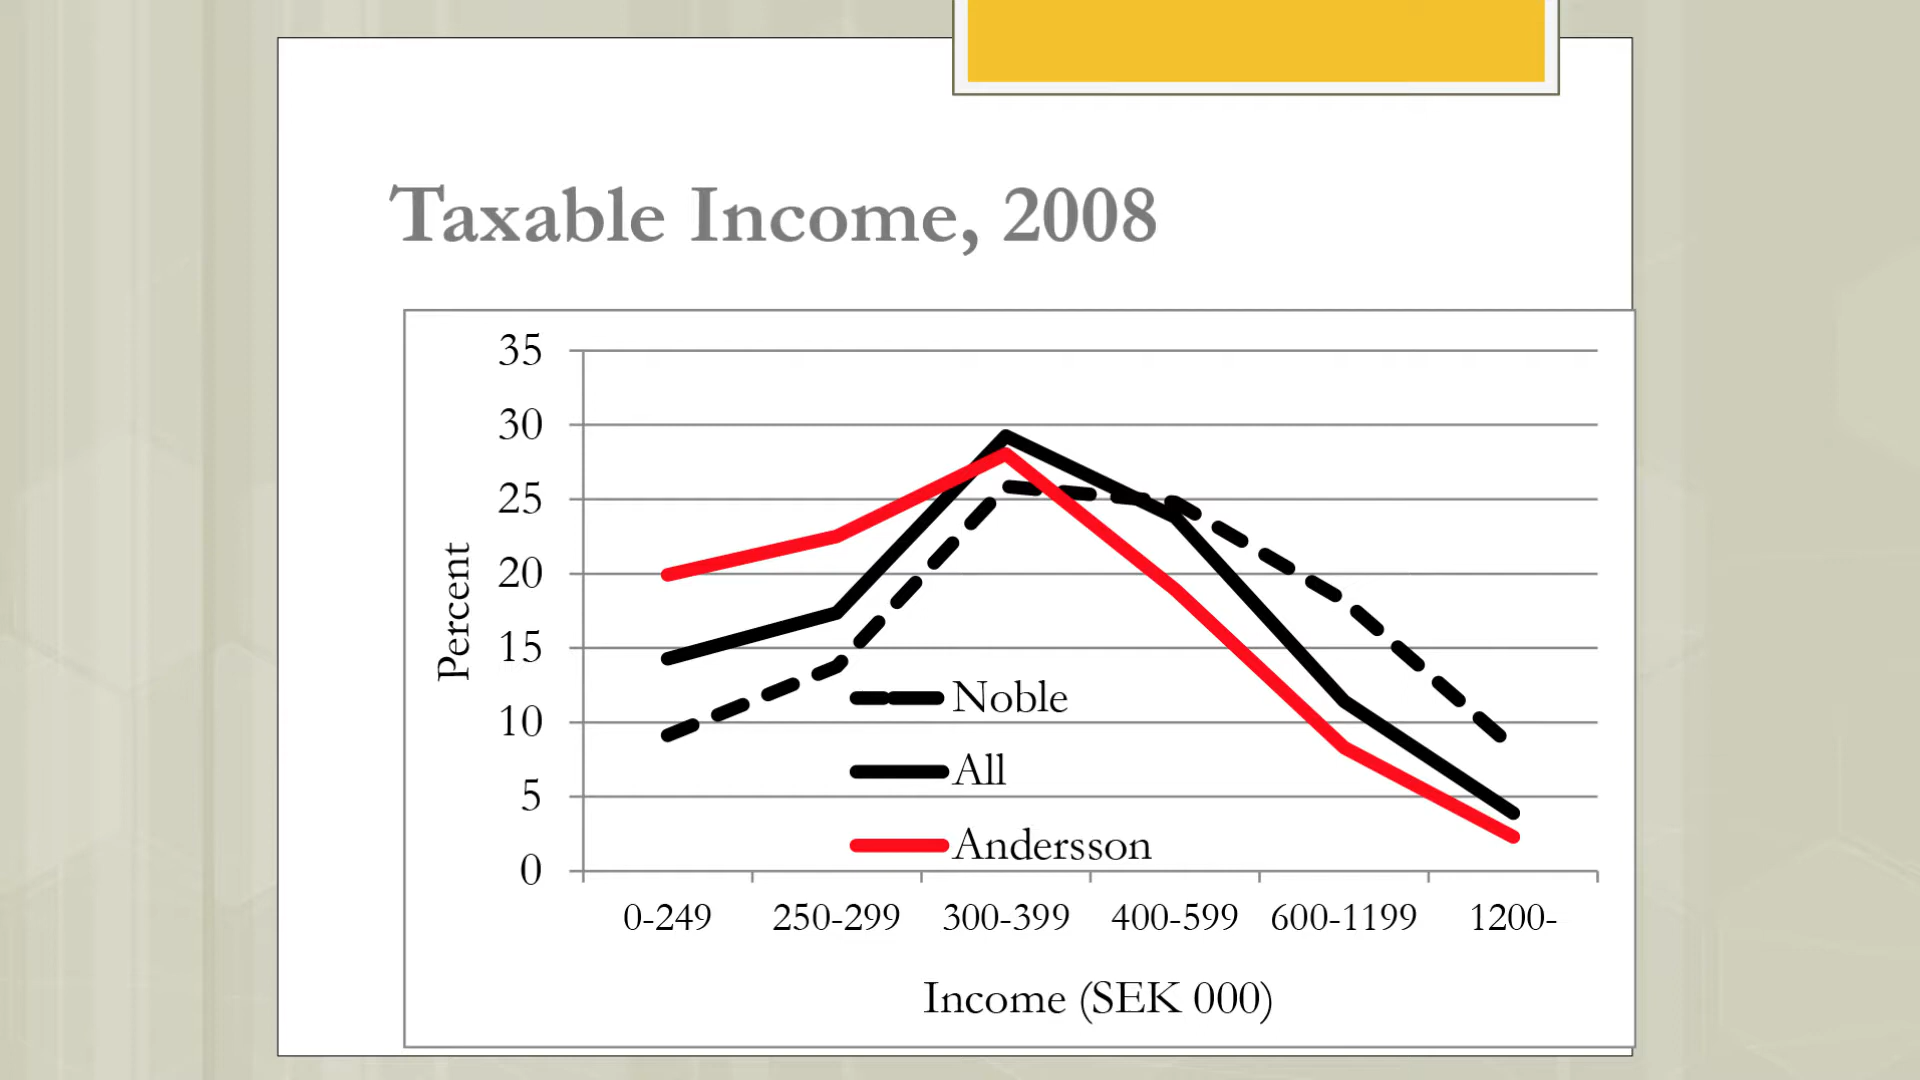 Taxable Income, 2008
35
30
25
20
15
10
5
0
Percent
Noble
All
Andersson
0-249 250-299 300-399 400-599 600-1199 1200-
Income (SEK 000)